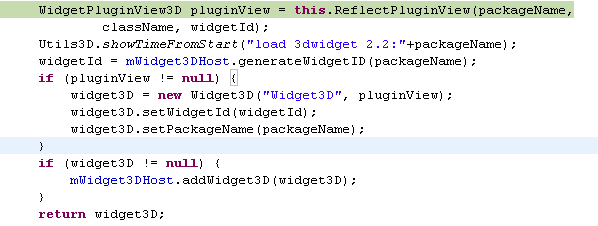 WidgetPluginView3D pluginView = this.ReflectPluginView(packageName,
className, widgetId);
Utils3D.showTimeFromStart("load 3dwidget 2.2:"+packageName);
widgetId = mWidget3DHost.generateWidgetID(packageName);
if (pluginView != null) {
widget3D = new Widget3D("Widget3D", pluginView);
widget3D.setWidgetId(widgetId);
widget3D.setPackageName(packageName);
}
if (widget3D != null) {
mWidget3DHost.addWidget3D(widget3D);
}
return widget3D;